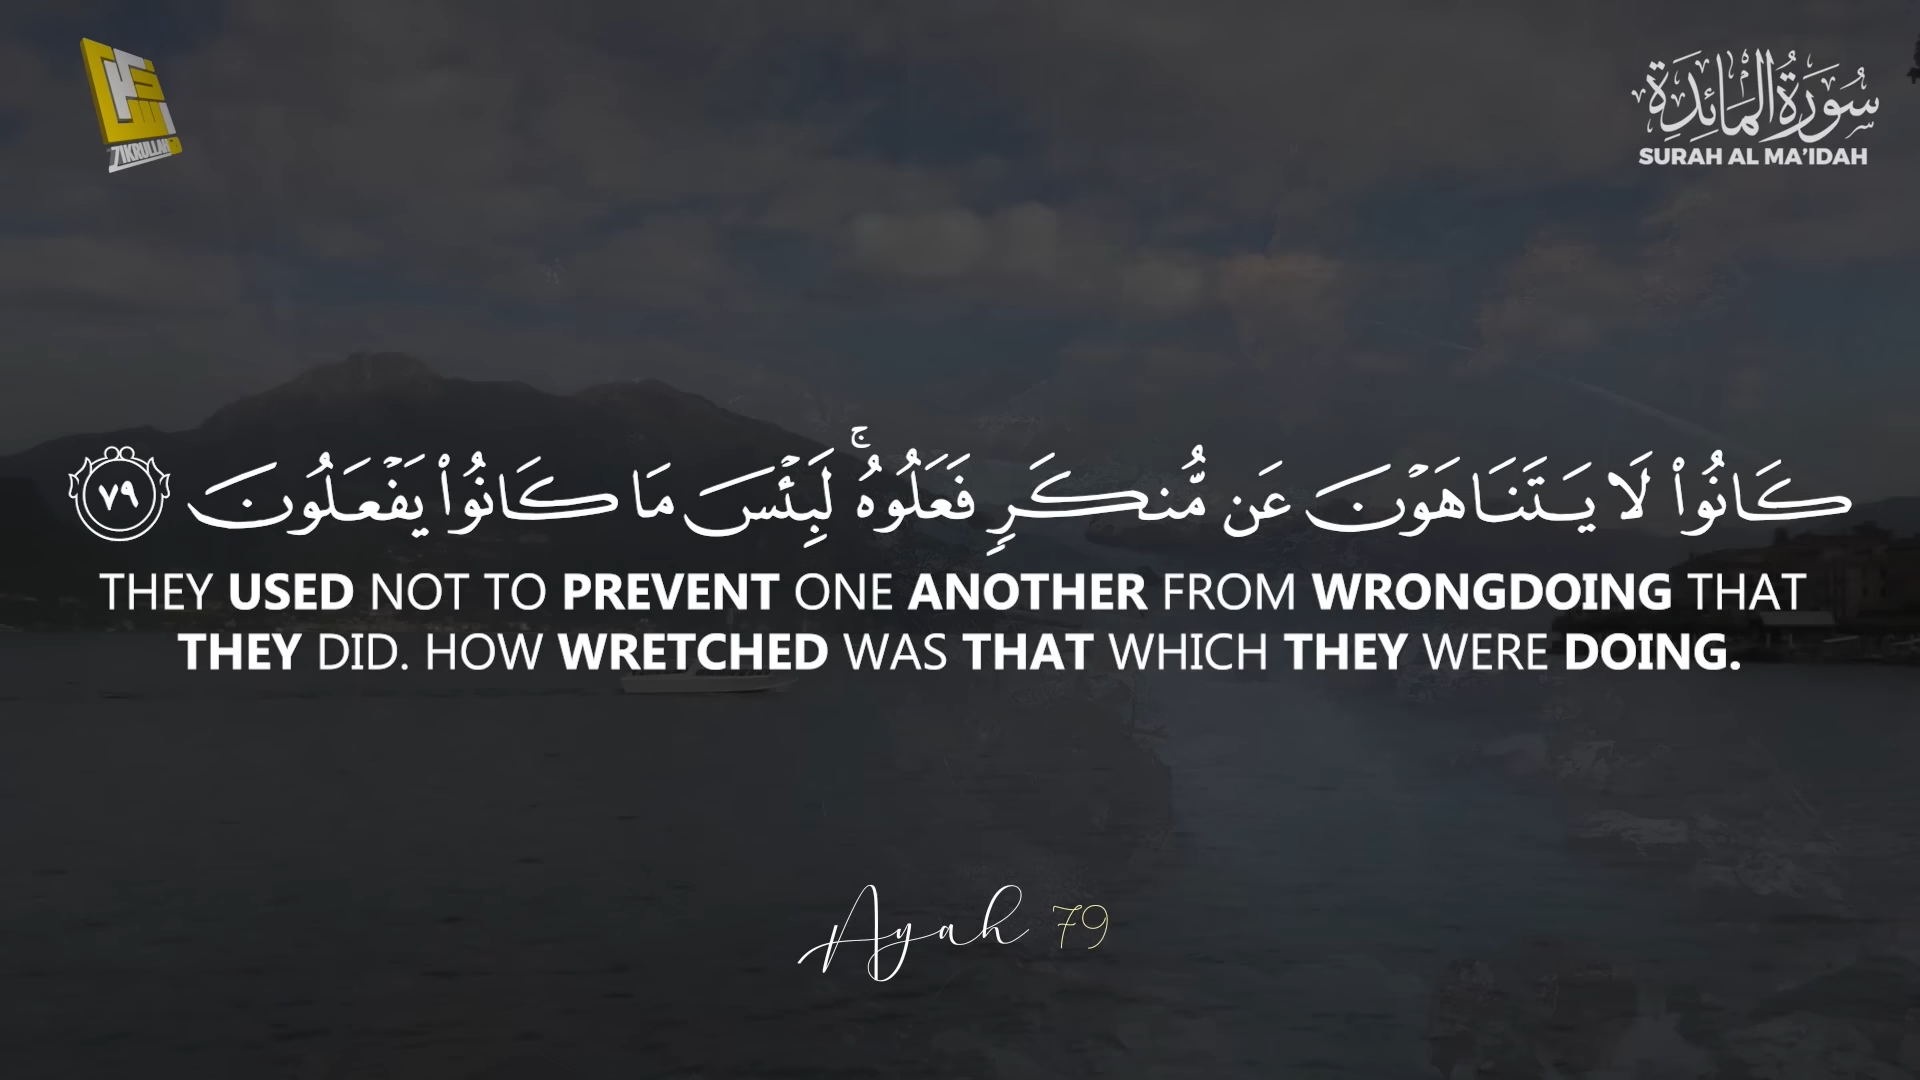 ZIKRULLAH
سُورَةُ المَائِدَةِ
SURAH AL MA'IDAH
كَانُوا۟ لَا يَتَنَاهَوْنَ عَن مُّنكَرٍ فَعَلُوهُ ۚ لَبِئْسَ مَا كَانُوا۟ يَفْعَلُونَ ٧٩
THEY USED NOT TO PREVENT ONE ANOTHER FROM WRONGDOING THAT
THEY DID. HOW WRETCHED WAS THAT WHICH THEY WERE DOING.
Ayah 79